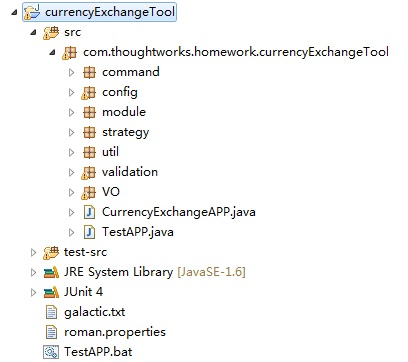 currencyExchangeTool
src
com.thoughtworks.homework.currencyExchangeTool
command
config
module
strategy
util
validation
VO
CurrencyExchangeAPP.java
TestAPP.java
test-src
JRE System Library [JavaSE-1.6]
JUnit 4
galactic.txt
roman.properties
TestAPP.bat